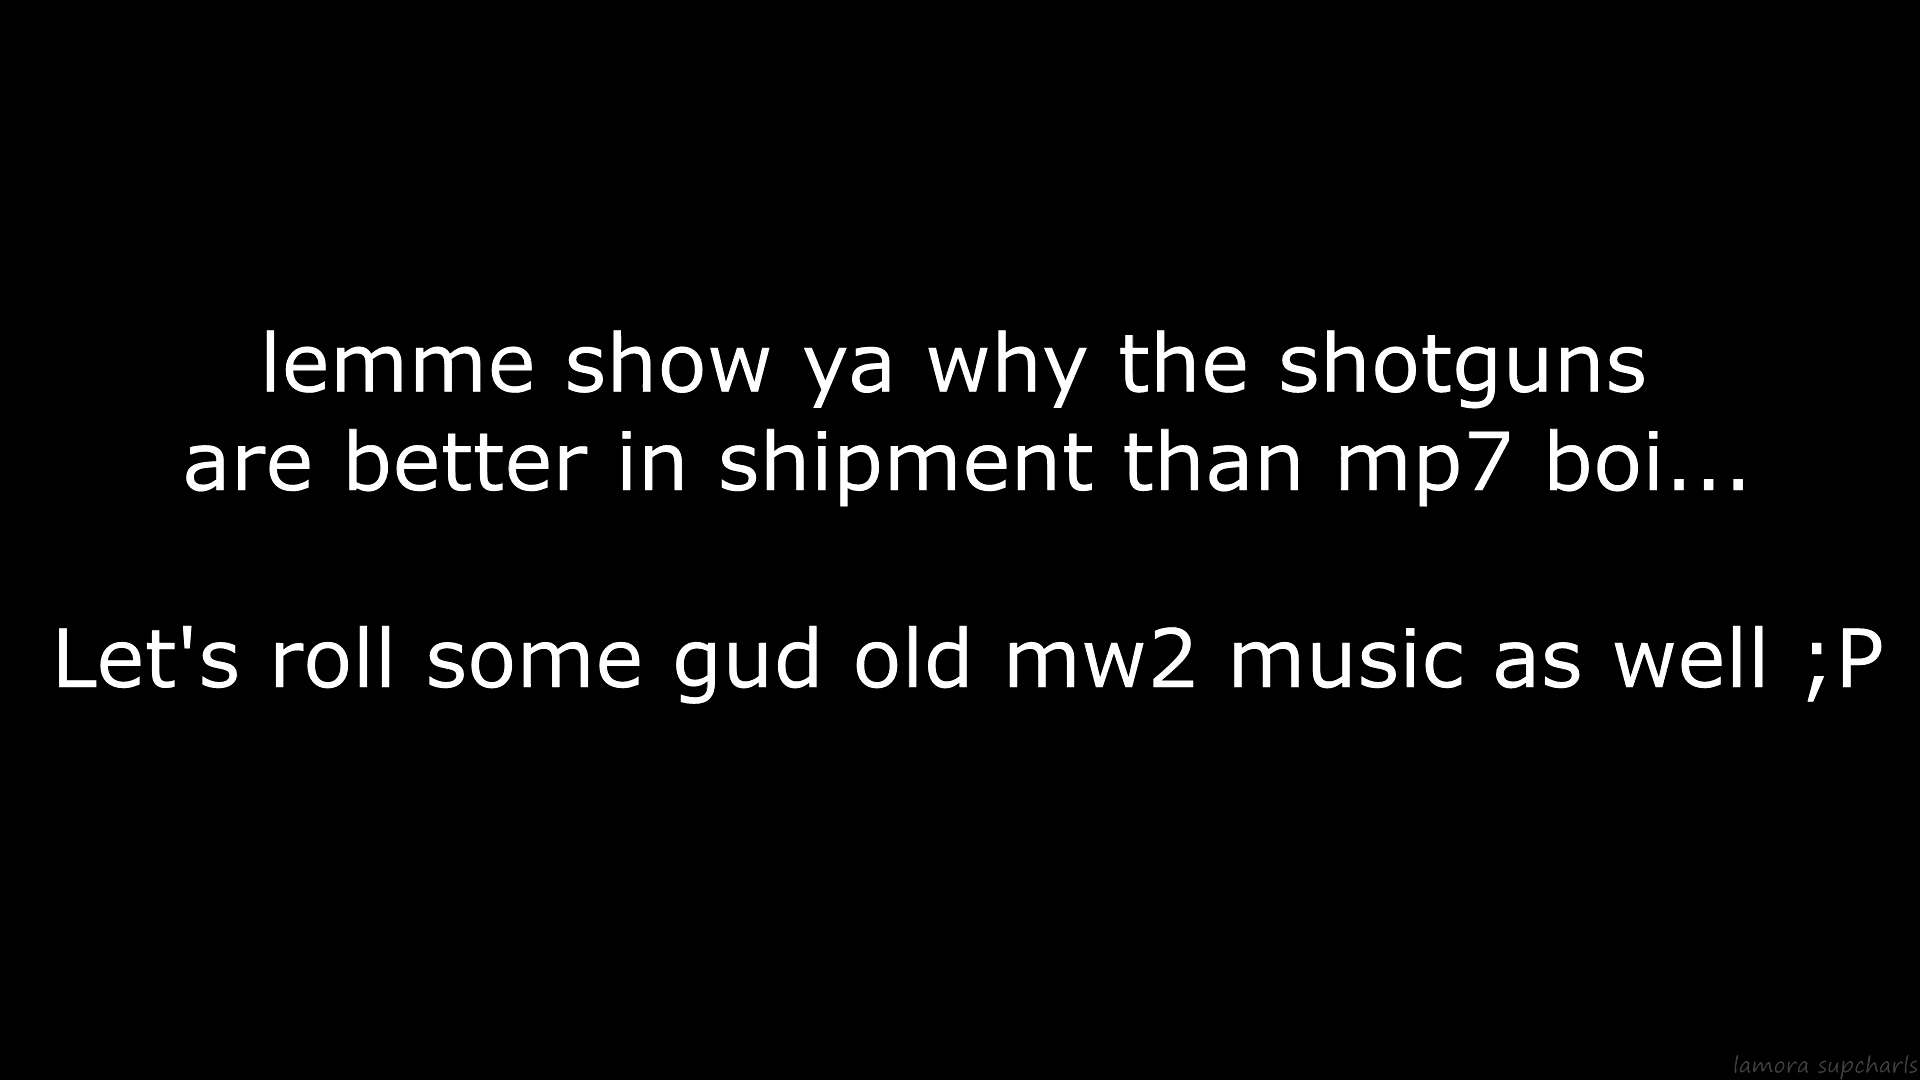 lemme show ya why the shotguns
are better in shipment than mp7 boi...
Let's roll some gud old mw2 music as well ;P
lamora supcharls